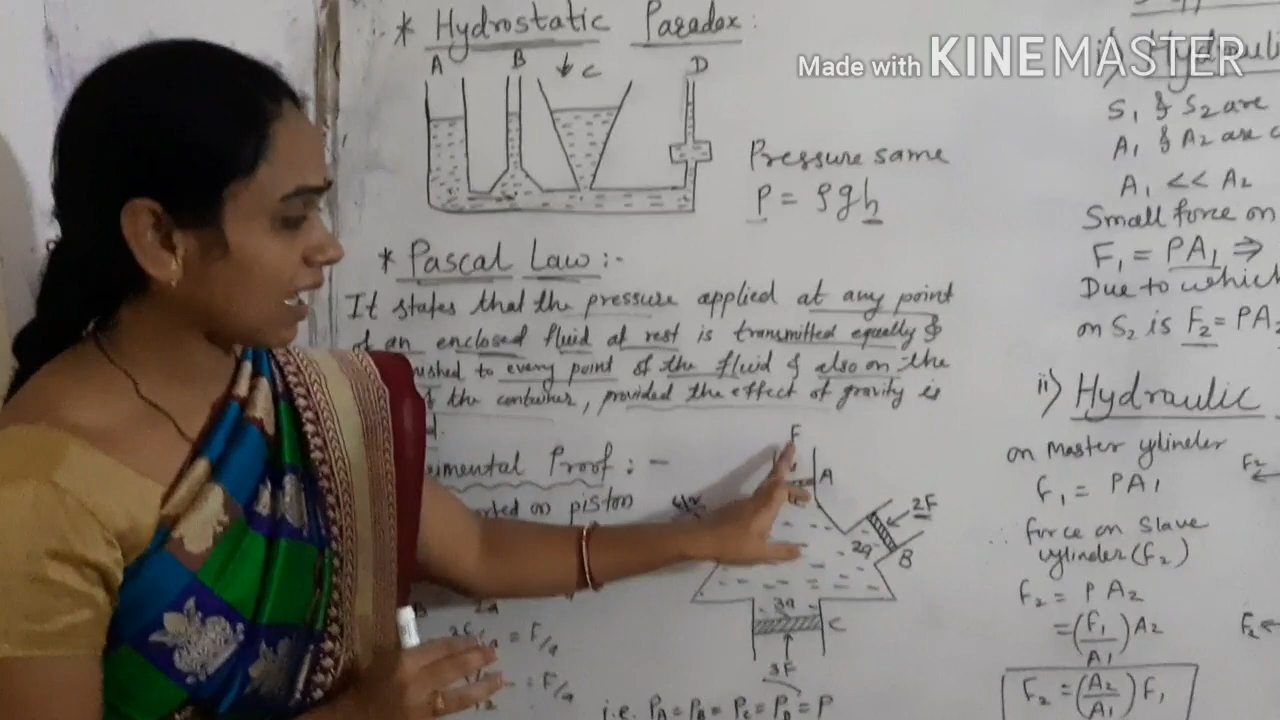 Made with KINEMASTER
* Hydrostatic Paradox :
A B C D
Pressure same
P = ρgh
* Pascal Law :-
It states that the pressure applied at any point
an enclosed fluid at rest is transmitted equally &
to every point of the fluid & also on the
the container, provided the effect of gravity is
Proof : -
on piston
F
A
2F
2a
B
3a
C
3F
2a
= F/a
= F/a
i.e. PA = PB = PC = PD = P
i)
S1 & S2 are
A1 & A2 are
A1 << A2
Small force on
F1 = PA1 ⇒
Due to which
on S2 is F2 = PA
ii) Hydraulic
on Master cylinder
F1 = PA1
F2
∴ force on Slave
cylinder (F2)
F2 = PA2
= (F1/A1) A2
F2
F2 = (A2/A1) F1